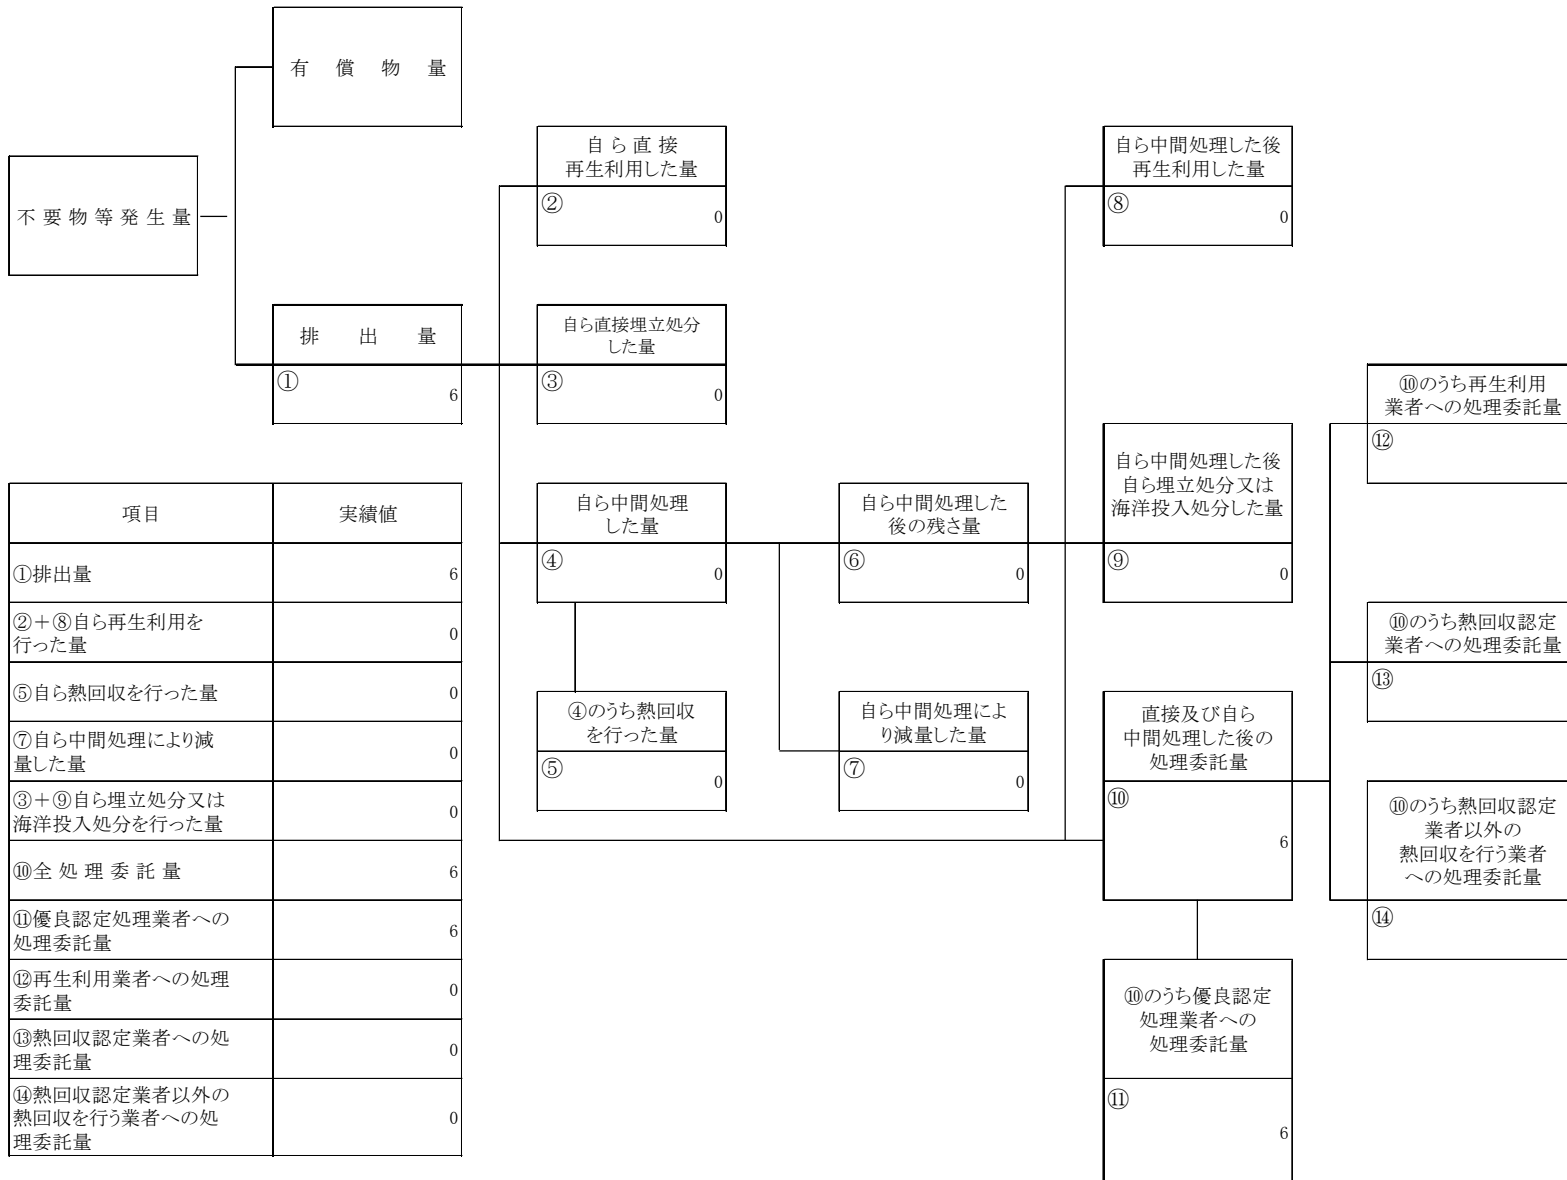 有償物量
自ら直接
再生利用した量
②
0
自ら中間処理した後
再生利用した量
⑧
0
不要物等発生量
排出量
①
6
自ら直接埋立処分
した量
③
0
⑩のうち再生利用
業者への処理委託量
⑫
自ら中間処理
した量
④
0
自ら中間処理した
後の残さ量
⑥
0
自ら中間処理した後
自ら埋立処分又は
海洋投入処分した量
⑨
0
⑩のうち熱回収認定
業者への処理委託量
⑬
④のうち熱回収
を行った量
⑤
0
自ら中間処理によ
り減量した量
⑦
0
直接及び自ら
中間処理した後の
処理委託量
⑩
6
⑩のうち熱回収認定
業者以外の
熱回収を行う業者
への処理委託量
⑭
⑩のうち優良認定
処理業者への
処理委託量
⑪
6
項目 実績値
①排出量 6
②＋⑧自ら再生利用を
行った量 0
⑤自ら熱回収を行った量 0
⑦自ら中間処理により減
量した量 0
③＋⑨自ら埋立処分又は
海洋投入処分を行った量 0
⑩全処理委託量 6
⑪優良認定処理業者への
処理委託量 6
⑫再生利用業者への処理
委託量 0
⑬熱回収認定業者への処
理委託量 0
⑭熱回収認定業者以外の
熱回収を行う業者への処
理委託量 0